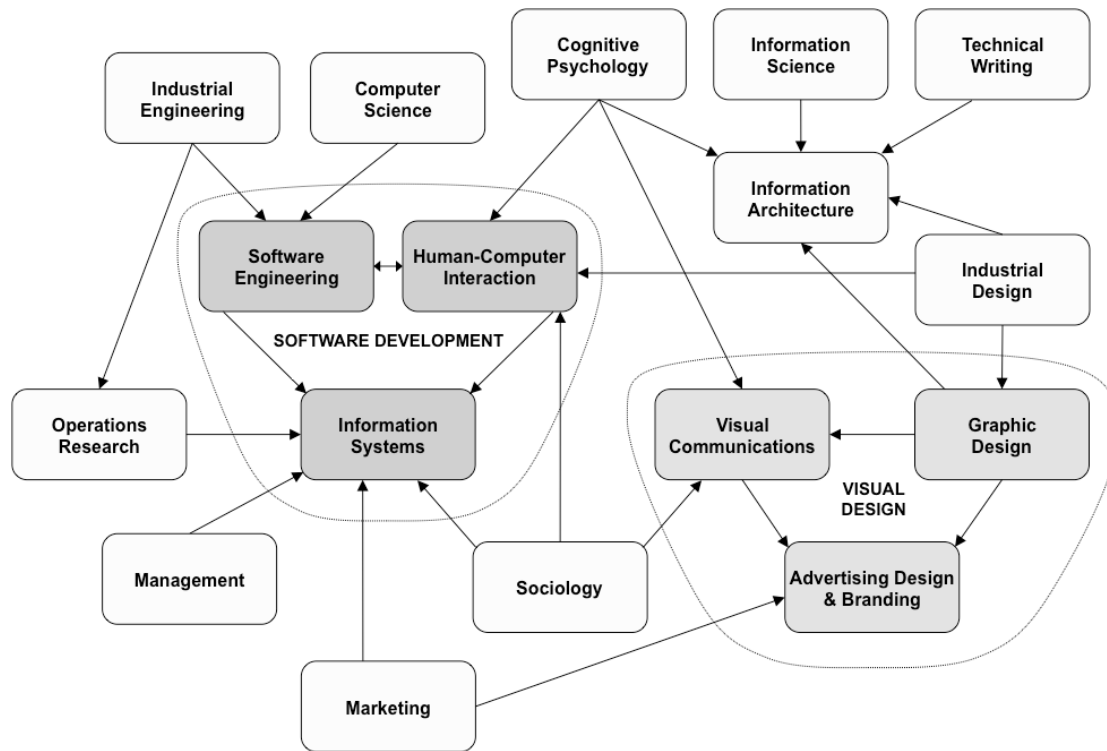 Cognitive
Psychology
Information
Science
Technical
Writing
Industrial
Engineering
Computer
Science
Information
Architecture
Software
Engineering
Human-Computer
Interaction
Industrial
Design
SOFTWARE DEVELOPMENT
Operations
Research
Information
Systems
Visual
Communications
Graphic
Design
VISUAL
DESIGN
Management
Sociology
Advertising Design
& Branding
Marketing